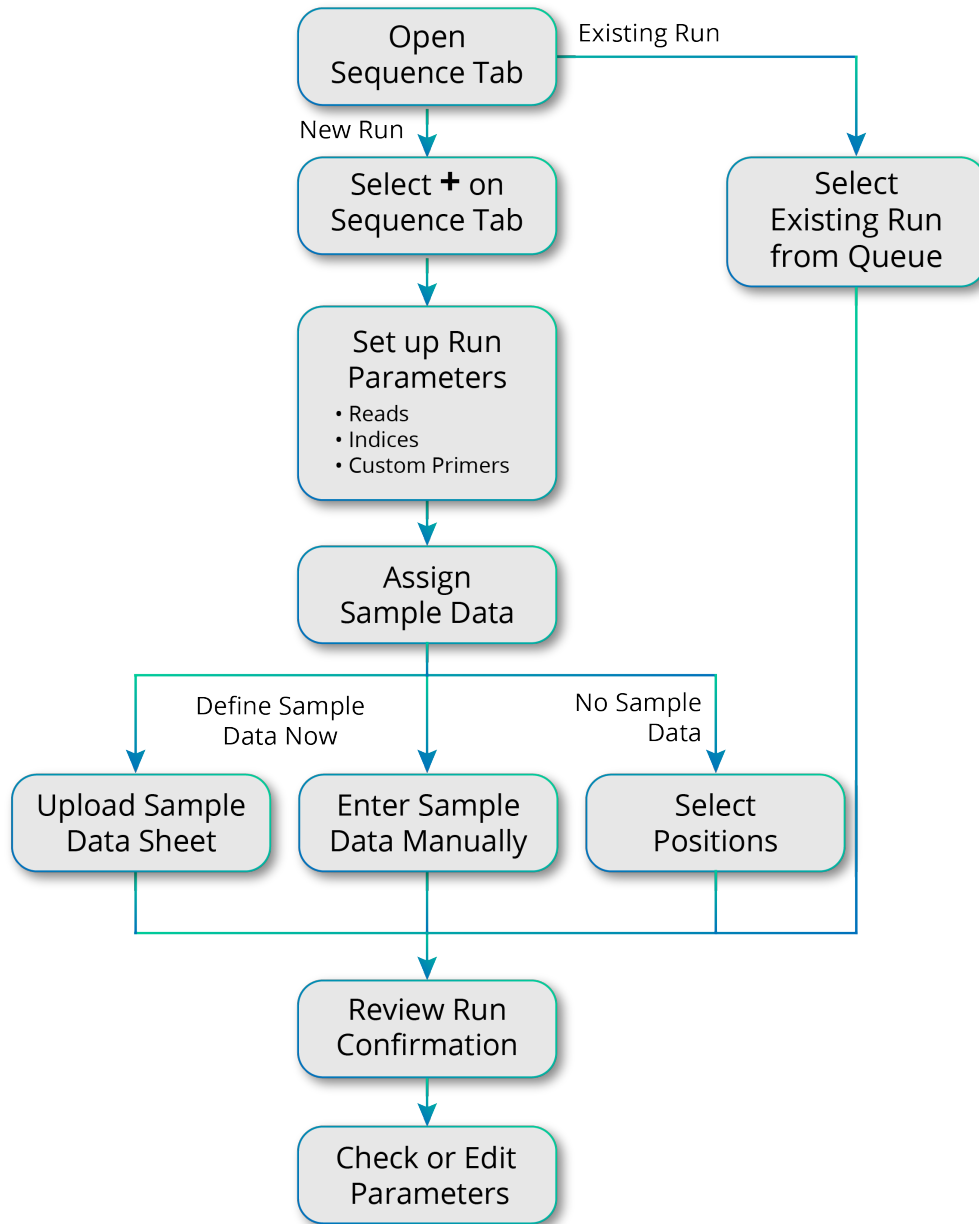 Open
Sequence Tab
Existing Run
New Run
Select + on
Sequence Tab
Select
Existing Run
from Queue
Set up Run
Parameters
• Reads
• Indices
• Custom Primers
Assign
Sample Data
Define Sample
Data Now
No Sample
Data
Upload Sample
Data Sheet
Enter Sample
Data Manually
Select
Positions
Review Run
Confirmation
Check or Edit
Parameters